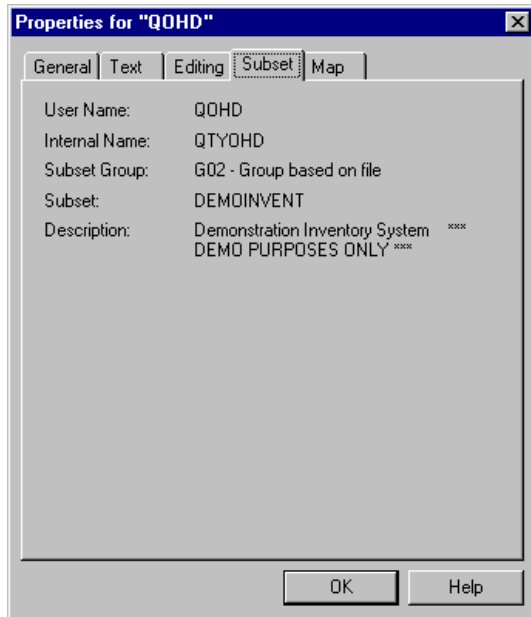 Properties for "QOHD"
General Text Editing Subset Map
User Name: QOHD
Internal Name: QTYOHD
Subset Group: G02 - Group based on file
Subset: DEMOINVENT
Description: Demonstration Inventory System ***
DEMO PURPOSES ONLY ***
OK Help